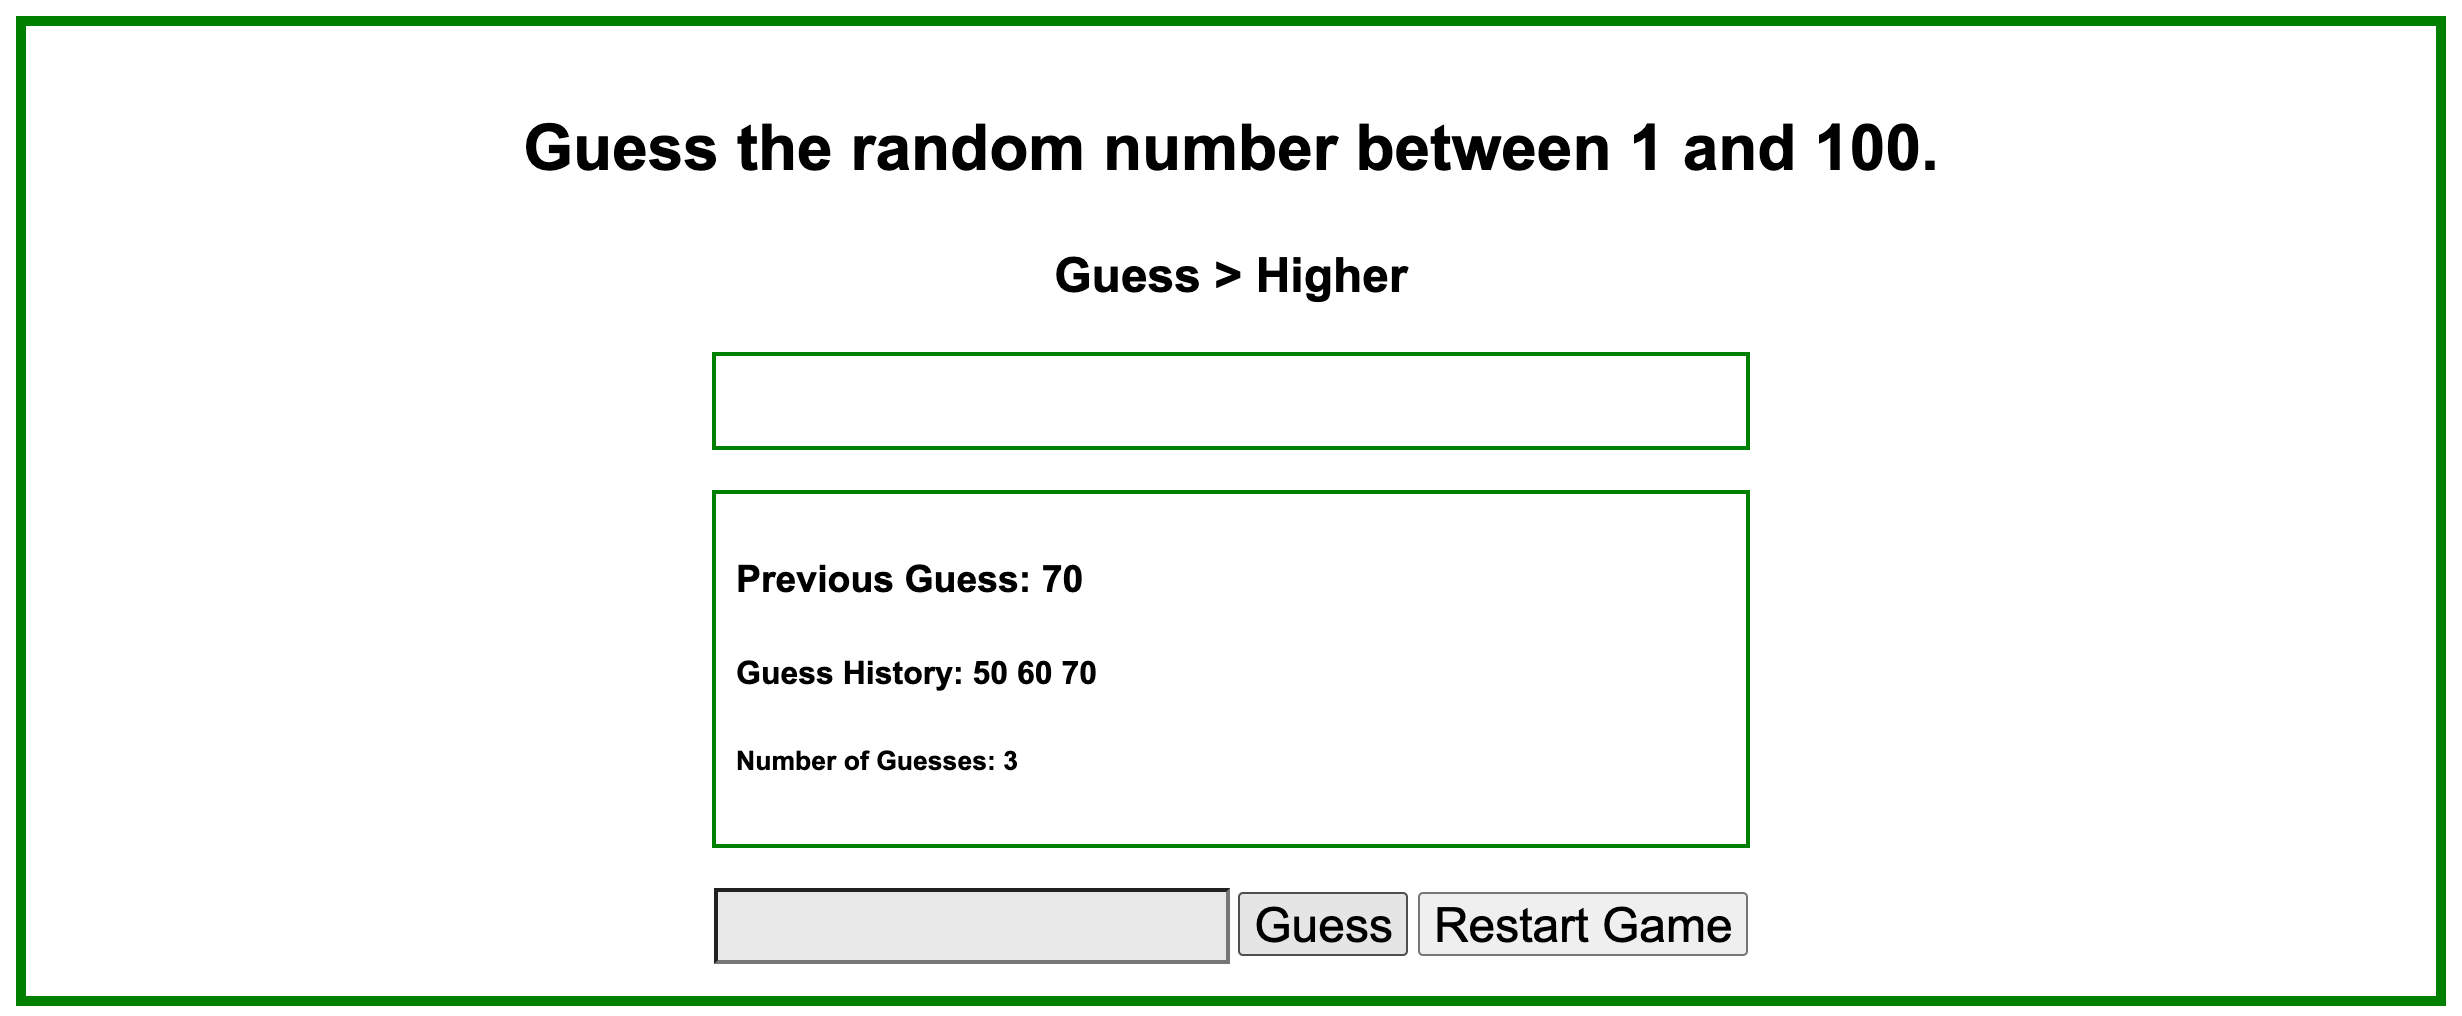 Guess the random number between 1 and 100.
Guess > Higher
Previous Guess: 70
Guess History: 50 60 70
Number of Guesses: 3
Guess Restart Game